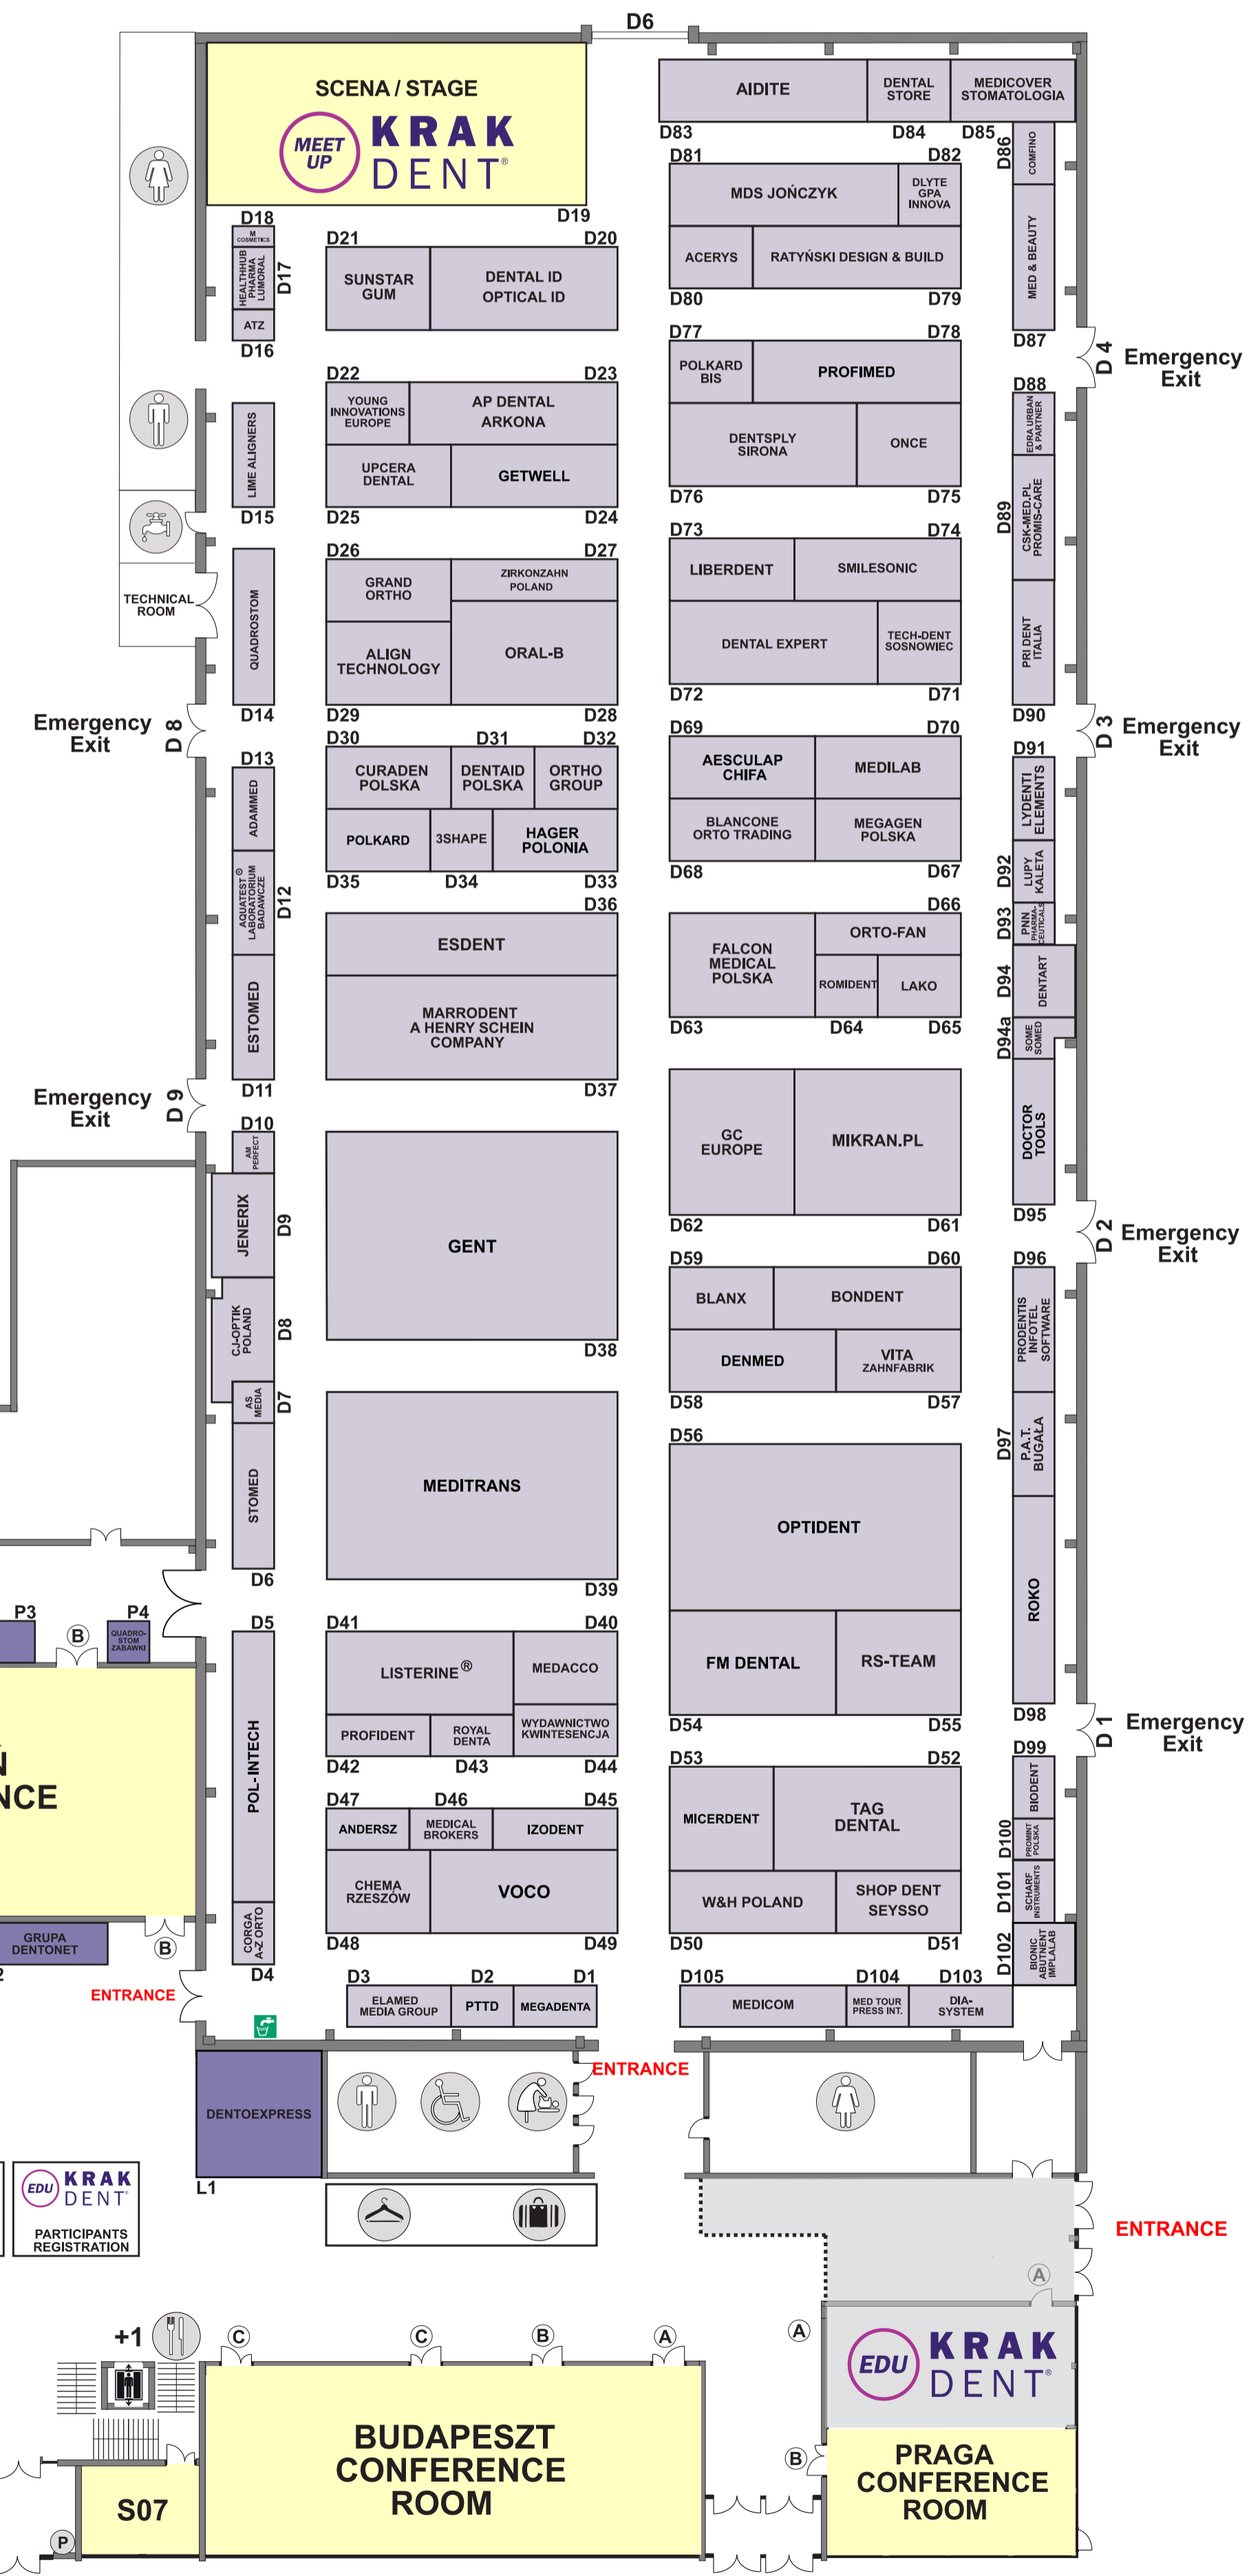 D6
SCENA / STAGE
MEET
UP
KRAK
DENT®
D19
AIDITE
DENTAL
STORE
MEDICOVER
STOMATOLOGIA
D83
D84
D85
D86
COMFINO
MED & BEAUTY
D87
D81
D82
MDS JOŃCZYK
DLYTE
GPA
INNOVA
ACERYS
RATYŃSKI DESIGN & BUILD
D80
D79
D18
M
COSMETICS
HEALTHHUB
PHARMA
LUMORAL
D17
ATZ
D16
D21
D20
SUNSTAR
GUM
DENTAL ID
OPTICAL ID
D 4
Emergency
Exit
D77
D78
POLKARD
BIS
PROFIMED
DENTSPLY
SIRONA
ONCE
D76
D75
D22
D23
YOUNG
INNOVATIONS
EUROPE
AP DENTAL
ARKONA
UPCERA
DENTAL
GETWELL
D25
D24
LIME ALIGNERS
D15
D88
EDRA URBAN
& PARTNER
D89
CSK-MED.PL
PROMIS-CARE
PRI DENT
ITALIA
D90
D26
D27
GRAND
ORTHO
ZIRKONZAHN
POLAND
ALIGN
TECHNOLOGY
ORAL-B
D29
D28
D73
D74
LIBERDENT
SMILESONIC
DENTAL EXPERT
TECH-DENT
SOSNOWIEC
D72
D71
TECHNICAL
ROOM
QUADROSTOM
D14
Emergency
Exit
D 8
D 3
Emergency
Exit
D30
D31
D32
CURADEN
POLSKA
DENTAID
POLSKA
ORTHO
GROUP
POLKARD
3SHAPE
HAGER
POLONIA
D35
D34
D33
D69
D70
AESCULAP
CHIFA
MEDILAB
BLANCONE
ORTO TRADING
MEGAGEN
POLSKA
D68
D67
D13
ADAMMED
AQUATEST
LABORATORIUM
BADAWCZE
D12
ESTOMED
D11
D91
LYDENTI
ELEMENTS
D92
LUPY
KALETA
D93
PNN
PHARMA-
CEUTICALS
D94
DENTART
D94a
SOME
SOMED
DOCTOR
TOOLS
D95
D36
ESDENT
MARRODENT
A HENRY SCHEIN
COMPANY
D37
D66
FALCON
MEDICAL
POLSKA
ORTO-FAN
ROMIDENT
LAKO
D63
D64
D65
Emergency
Exit
D 9
D10
AM
PERFECT
JENERIX
D9
CJ-OPTIK
POLAND
D8
AS
MEDIA
D7
STOMED
D6
GENT
D38
GC
EUROPE
MIKRAN.PL
D62
D61
D 2
Emergency
Exit
D59
D60
BLANX
BONDENT
DENMED
VITA
ZAHNFABRIK
D58
D57
D96
PRODENTIS
INFOTEL
SOFTWARE
D97
P.A.T.
BUGAŁA
ROKO
D98
MEDITRANS
D39
D56
OPTIDENT
FM DENTAL
RS-TEAM
D54
D55
P3
P4
B
QUADRO-
STOM
ZABAWKI
Ń
NCE
GRUPA
DENTONET
2
B
D5
POL-INTECH
CORGA
A-Z ORTO
D4
D41
D40
LISTERINE®
MEDACCO
PROFIDENT
ROYAL
DENTA
WYDAWNICTWO
KWINTESENCJA
D42
D43
D44
D 1
Emergency
Exit
D47
D46
D45
ANDERSZ
MEDICAL
BROKERS
IZODENT
CHEMA
RZESZÓW
VOCO
D48
D49
D53
D52
MICERDENT
TAG
DENTAL
W&H POLAND
SHOP DENT
SEYSSO
D50
D51
D99
BIODENT
D100
PROMINT
POLSKA
D101
SCHARF
INSTRUMENTS
D102
BIONIC
ABUTNENT
IMPLALAB
ENTRANCE
D3
D2
D1
ELAMED
MEDIA GROUP
PTTD
MEGADENTA
D105
D104
D103
MEDICOM
MED TOUR
PRESS INT.
DIA-
SYSTEM
ENTRANCE
DENTOEXPRESS
L1
EDU
KRAK
DENT®
PARTICIPANTS
REGISTRATION
ENTRANCE
A
+1
C
C
B
A
A
EDU
KRAK
DENT®
BUDAPESZT
CONFERENCE
ROOM
B
PRAGA
CONFERENCE
ROOM
S07
P